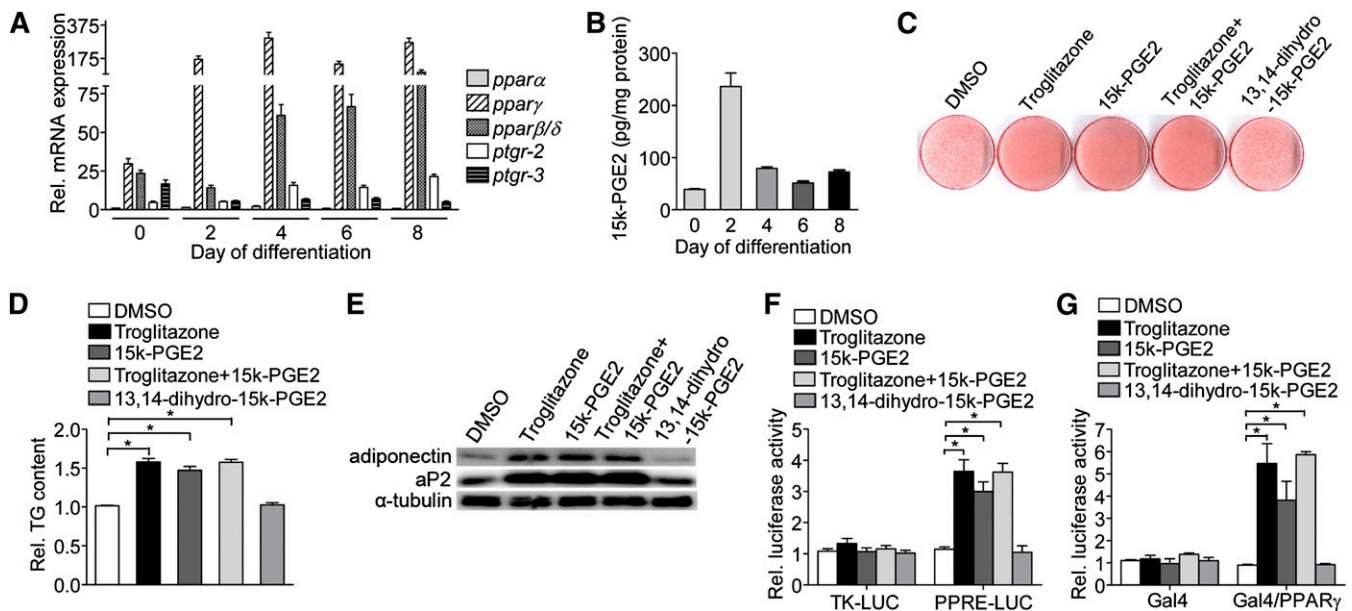 A
Rel. mRNA expression
375
175
75
50
25
0
0 2 4 6 8
Day of differentiation
pparα
pparγ
pparβ/δ
ptgr-2
ptgr-3
B
15k-PGE2 (pg/mg protein)
300
200
100
0
0 2 4 6 8
Day of differentiation
C
DMSO
Troglitazone
15k-PGE2
Troglitazone+
15k-PGE2
13,14-dihydro
-15k-PGE2
D
DMSO
Troglitazone
15k-PGE2
Troglitazone+15k-PGE2
13,14-dihydro-15k-PGE2
Rel. TG content
2.0
1.5
1.0
0.5
0.0
*
*
*
E
DMSO
Troglitazone
15k-PGE2
Troglitazone+
15k-PGE2
13,14-dihydro
-15k-PGE2
adiponectin
aP2
α-tubulin
F
DMSO
Troglitazone
15k-PGE2
Troglitazone+15k-PGE2
13,14-dihydro-15k-PGE2
Rel. luciferase activity
5
4
3
2
1
0
*
*
*
TK-LUC PPRE-LUC
G
DMSO
Troglitazone
15k-PGE2
Troglitazone+15k-PGE2
13,14-dihydro-15k-PGE2
Rel. luciferase activity
7
6
5
4
3
2
1
0
*
*
*
Gal4 Gal4/PPARγ